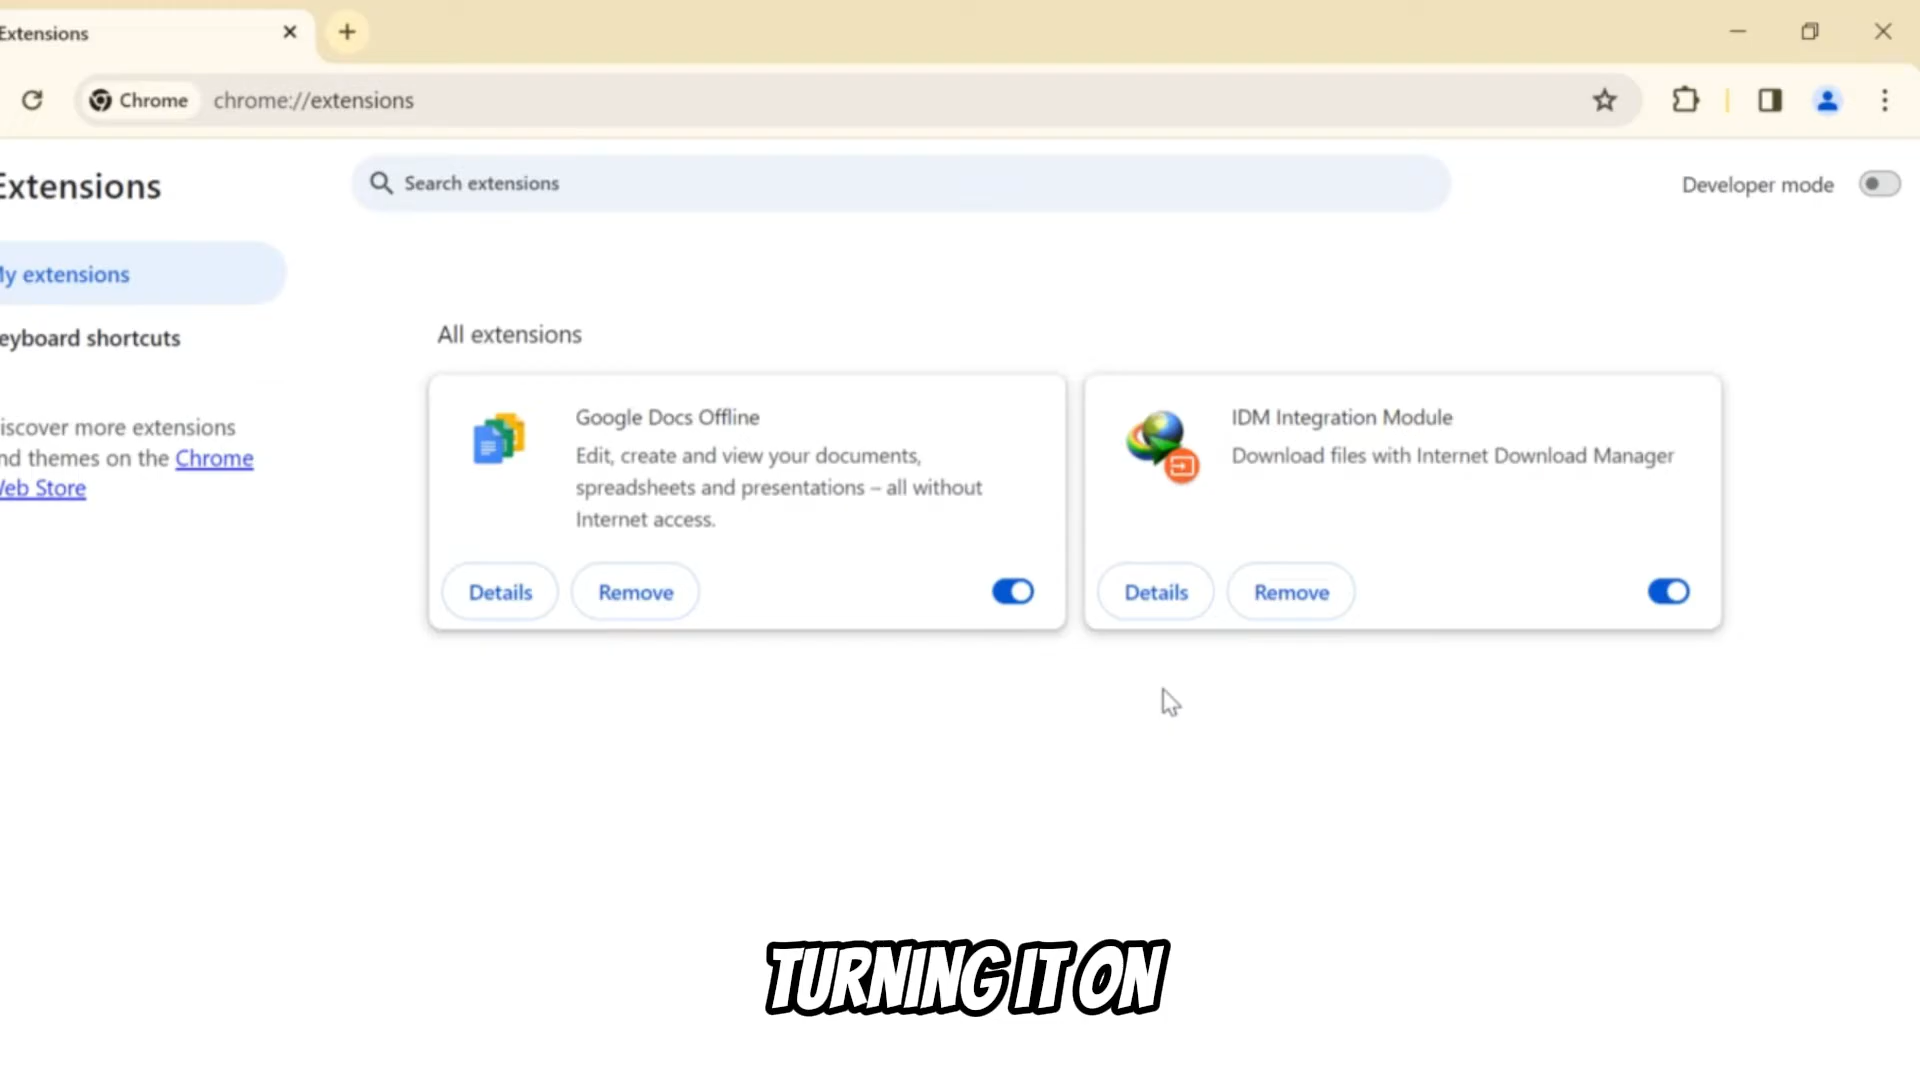 Extensions
Chrome
chrome://extensions
Extensions
Search extensions
Developer mode
My extensions
eyboard shortcuts
iscover more extensions
nd themes on the Chrome
Web Store
All extensions
Google Docs Offline
Edit, create and view your documents,
spreadsheets and presentations – all without
Internet access.
Details
Remove
IDM Integration Module
Download files with Internet Download Manager
Details
Remove
TURNING IT ON